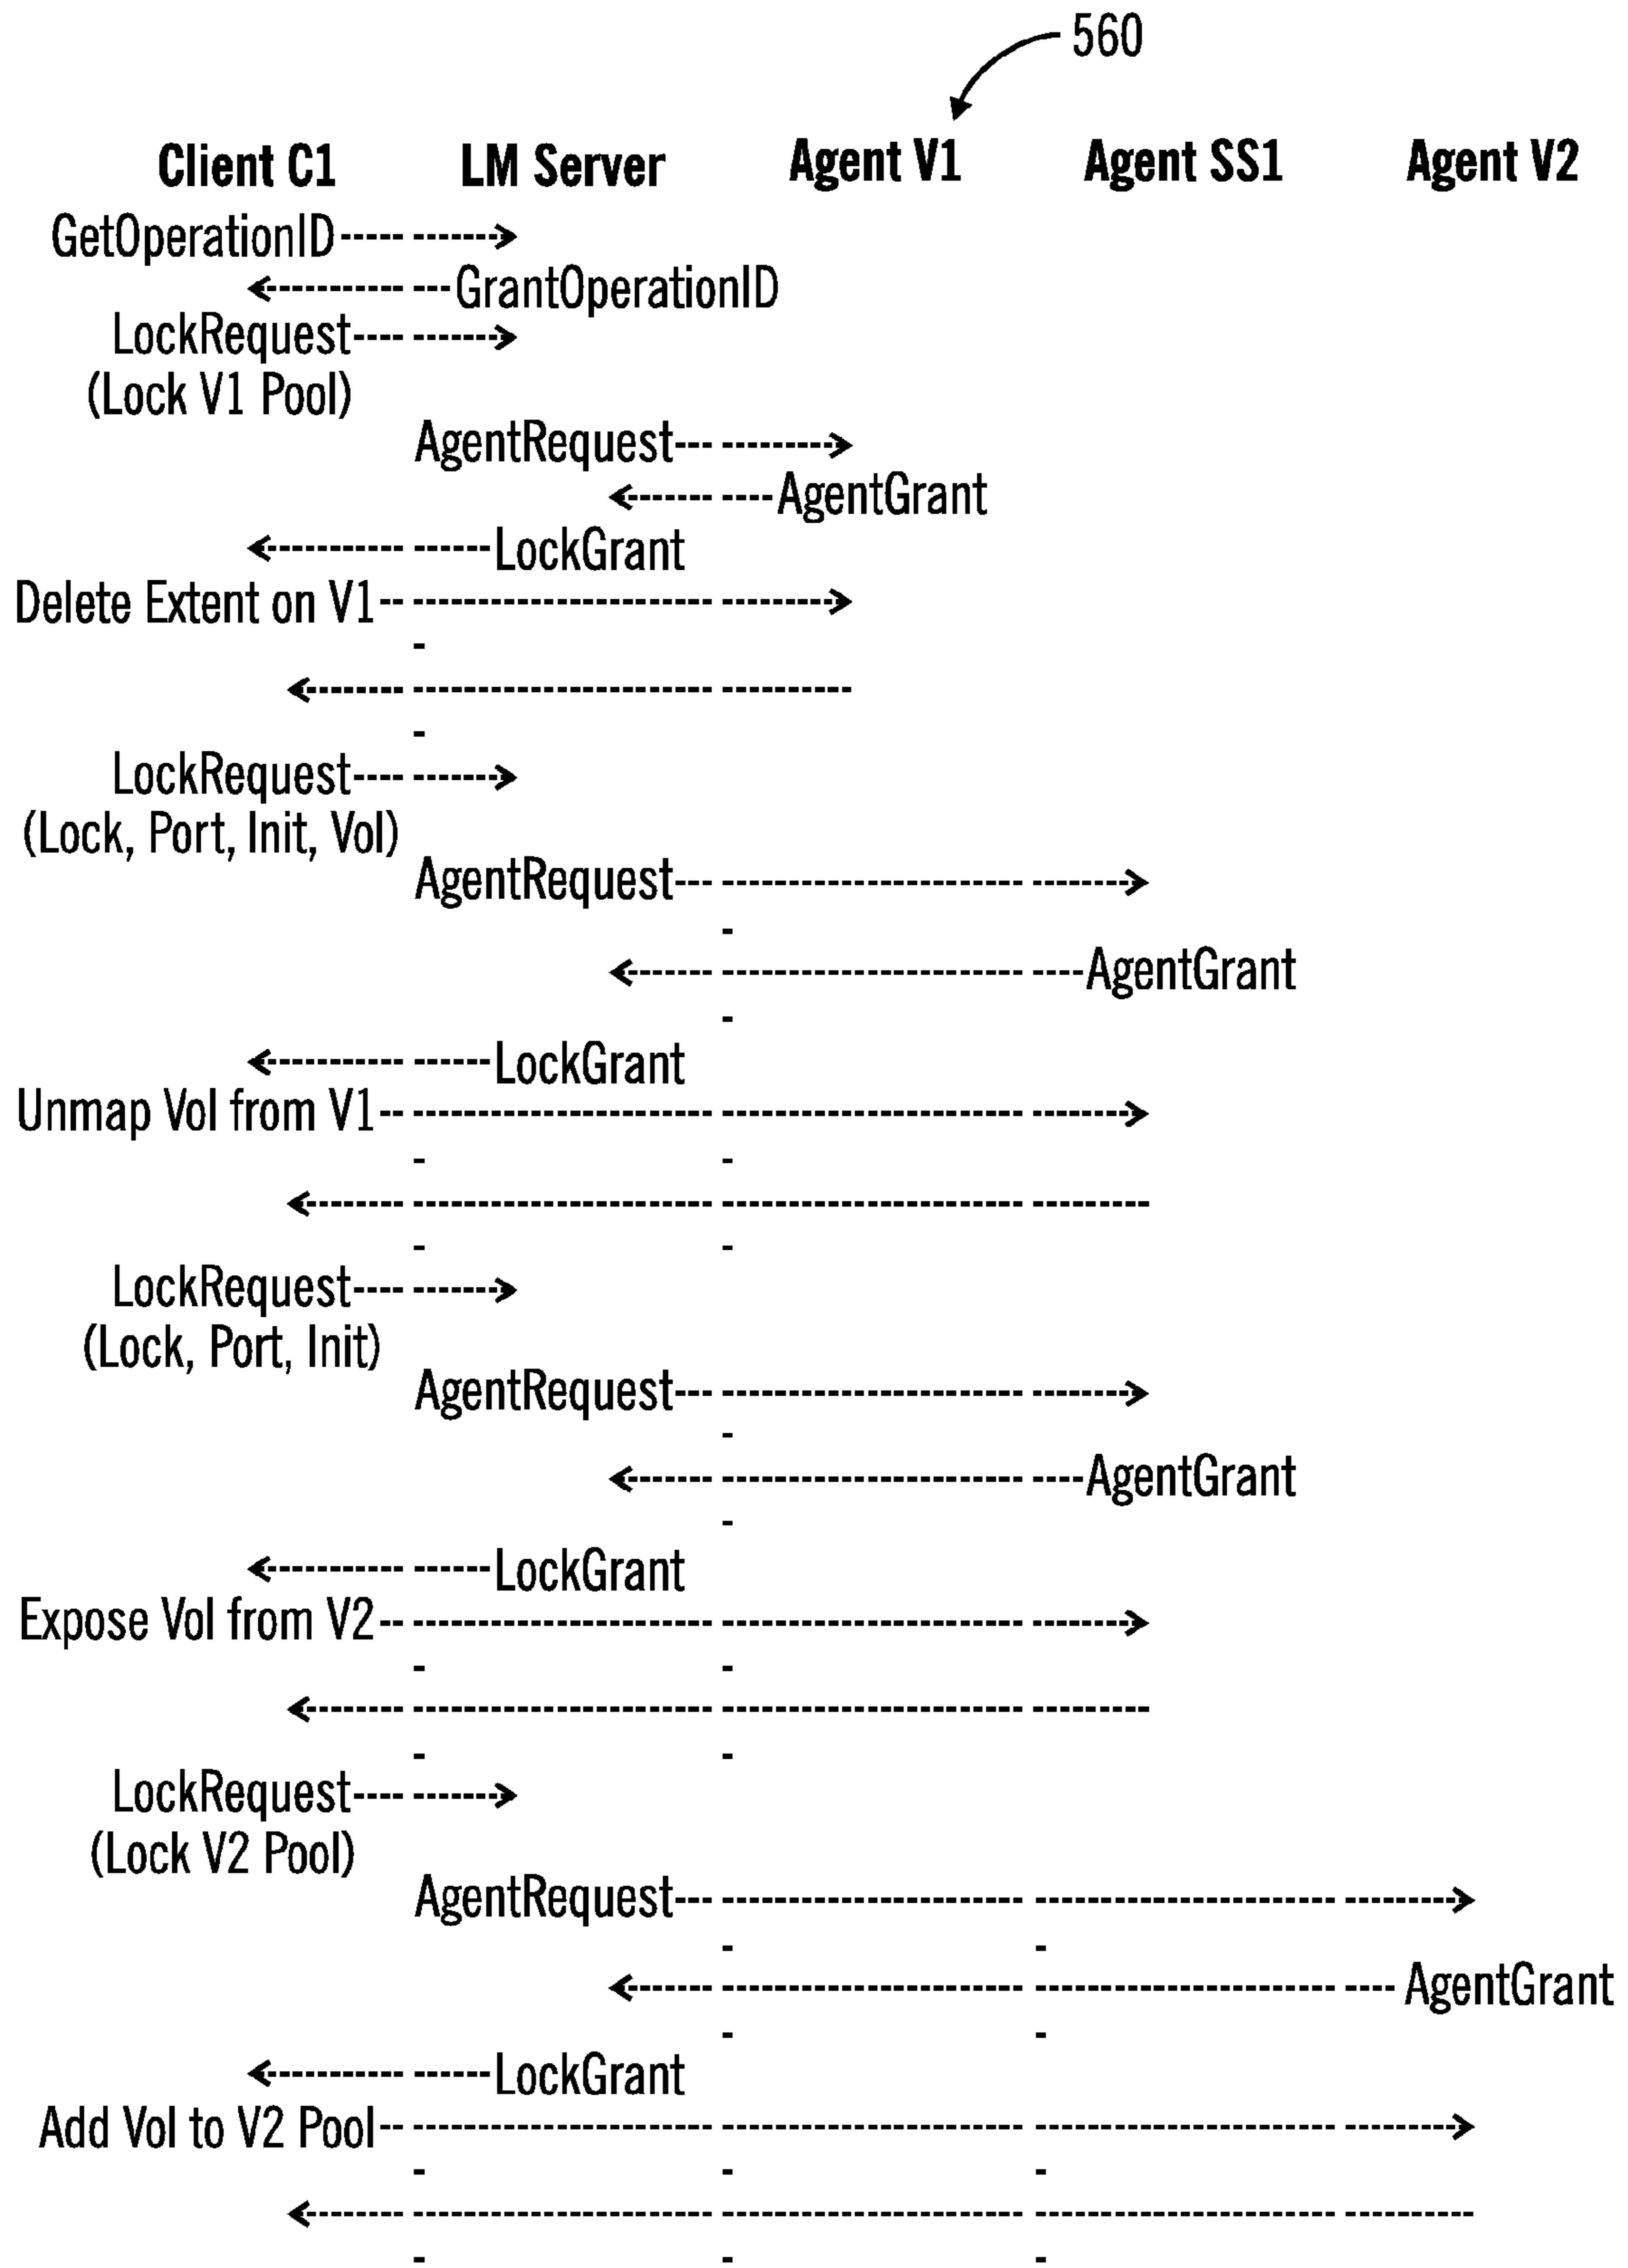 560
Client C1 LM Server Agent V1 Agent SS1 Agent V2
GetOperationID
GrantOperationID
LockRequest
(Lock V1 Pool)
AgentRequest
AgentGrant
LockGrant
Delete Extent on V1
LockRequest
(Lock, Port, Init, Vol)
AgentRequest
AgentGrant
LockGrant
Unmap Vol from V1
LockRequest
(Lock, Port, Init)
AgentRequest
AgentGrant
LockGrant
Expose Vol from V2
LockRequest
(Lock V2 Pool)
AgentRequest
AgentGrant
LockGrant
Add Vol to V2 Pool